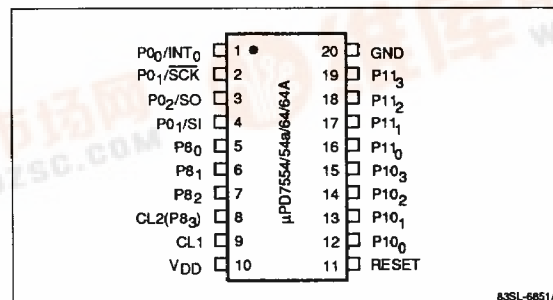 P0₀/INT₀ 1 20 GND
P0₁/SCK 2 19 P11₃
P0₂/SO 3 18 P11₂
P0₁/SI 4 17 P11₁
P8₀ 5 16 P11₀
P8₁ 6 15 P10₃
P8₂ 7 14 P10₂
CL2(P8₃) 8 13 P10₁
CL1 9 12 P10₀
VDD 10 11 RESET
µPD7554/54a/64/64A
83SL-6851A